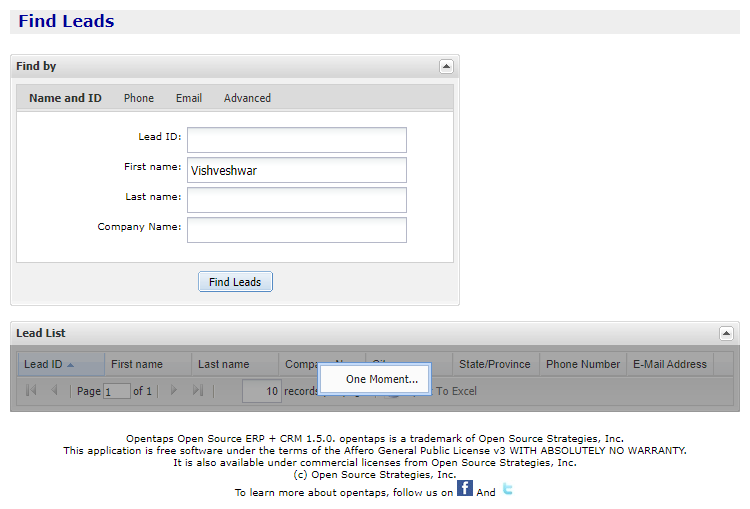 Find Leads
Find by
Name and ID Phone Email Advanced
Lead ID:
First name: Vishveshwar
Last name:
Company Name:
Find Leads
Lead List
Lead ID First name Last name State/Province Phone Number E-Mail Address
One Moment...
Page 1 of 1 10 records To Excel
Opentaps Open Source ERP + CRM 1.5.0. opentaps is a trademark of Open Source Strategies, Inc.
This application is free software under the terms of the Affero General Public License v3 WITH ABSOLUTELY NO WARRANTY.
It is also available under commercial licenses from Open Source Strategies, Inc.
(c) Open Source Strategies, Inc.
To learn more about opentaps, follow us on f And t